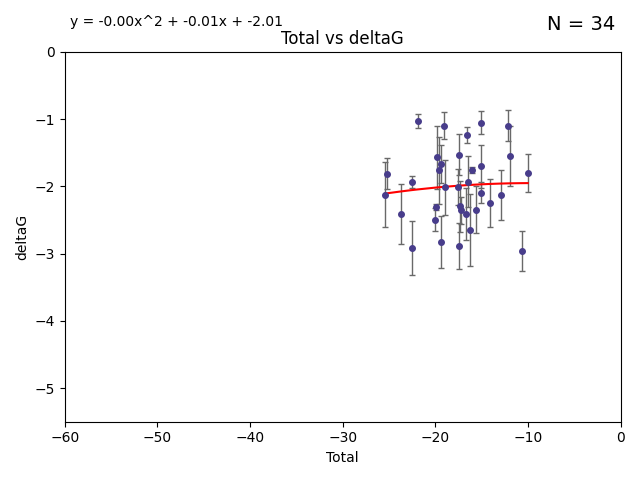 y = -0.00x^2 + -0.01x + -2.01
N = 34
Total vs deltaG
0
−1
−2
−3
−4
−5
deltaG
−60 −50 −40 −30 −20 −10 0
Total